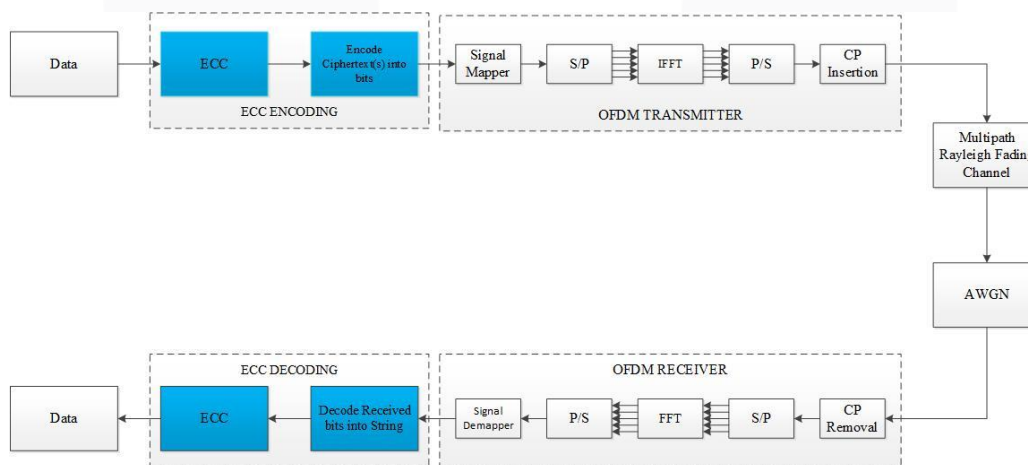 Data
ECC
Encode
Ciphertext(s) into
bits
ECC ENCODING
Signal
Mapper
S/P
IFFT
P/S
CP
Insertion
OFDM TRANSMITTER
Multipath
Rayleigh Fading
Channel
AWGN
ECC DECODING
OFDM RECEIVER
Data
ECC
Decode Received
bits into String
Signal
Demapper
P/S
FFT
S/P
CP
Removal